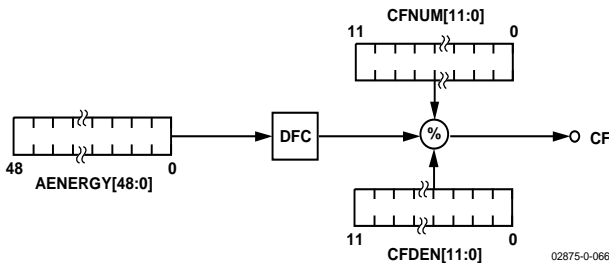 CFNUM[11:0]
11 0
DFC
%
CF
48 0
AENERGY[48:0]
11 0
CFDEN[11:0]
02875-0-066